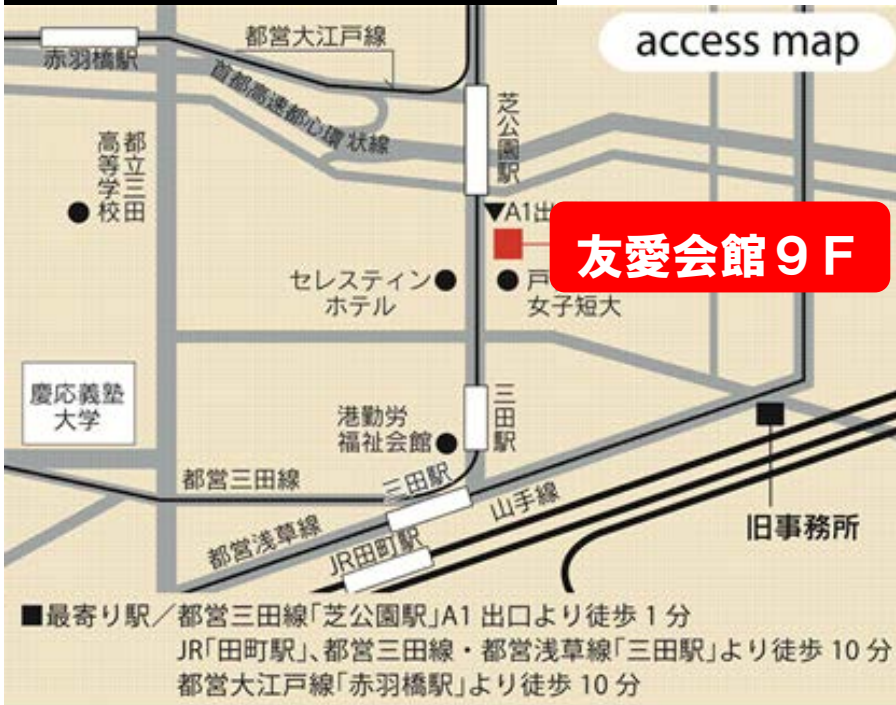 access map
都営大江戸線
赤羽橋駅
首都高速都心環状線
芝公園駅
都立三田
高等学校
▼A1出
友愛会館9F
セレスティン
ホテル
戸
女子短大
慶応義塾
大学
港勤労
福祉会館
三田駅
都営三田線
三田駅
山手線
都営浅草線
JR田町駅
旧事務所
■最寄り駅／都営三田線「芝公園駅」A1出口より徒歩1分
JR「田町駅」、都営三田線・都営浅草線「三田駅」より徒歩10分
都営大江戸線「赤羽橋駅」より徒歩10分